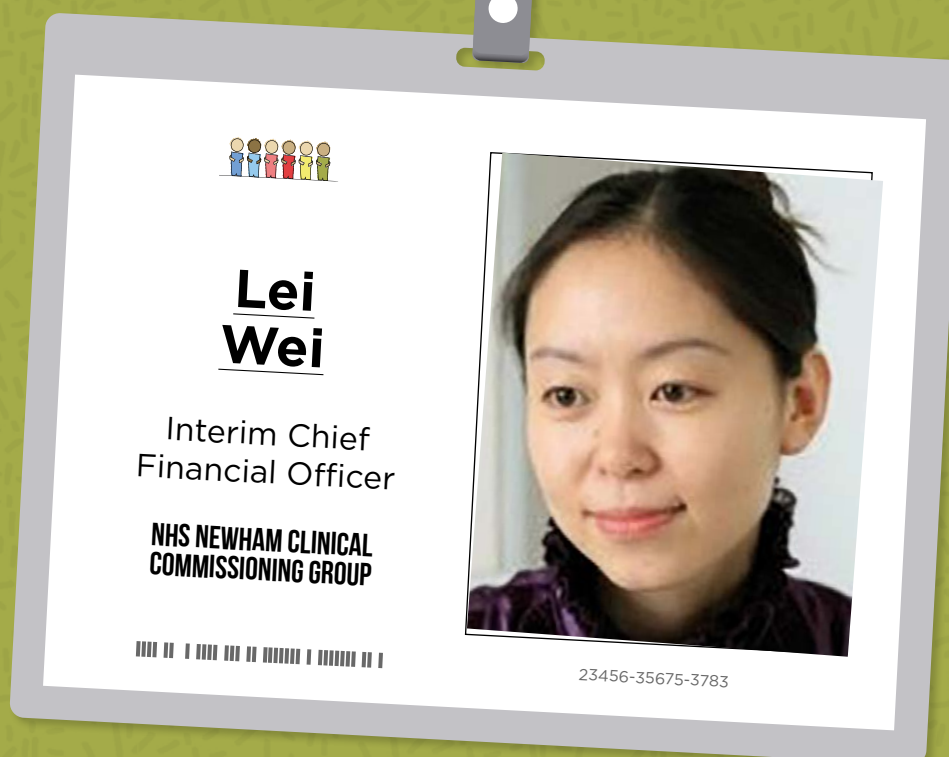 Lei
Wei
Interim Chief
Financial Officer
NHS NEWHAM CLINICAL
COMMISSIONING GROUP
23456-35675-3783